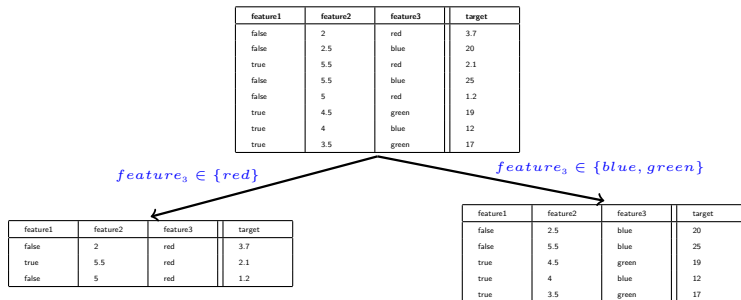 feature1 feature2 feature3 target
false 2 red 3.7
false 2.5 blue 20
true 5.5 red 2.1
false 5.5 blue 25
false 5 red 1.2
true 4.5 green 19
true 4 blue 12
true 3.5 green 17
feature₃ ∈ {red}
feature₃ ∈ {blue, green}
feature1 feature2 feature3 target
false 2 red 3.7
true 5.5 red 2.1
false 5 red 1.2
feature1 feature2 feature3 target
false 2.5 blue 20
false 5.5 blue 25
true 4.5 green 19
true 4 blue 12
true 3.5 green 17